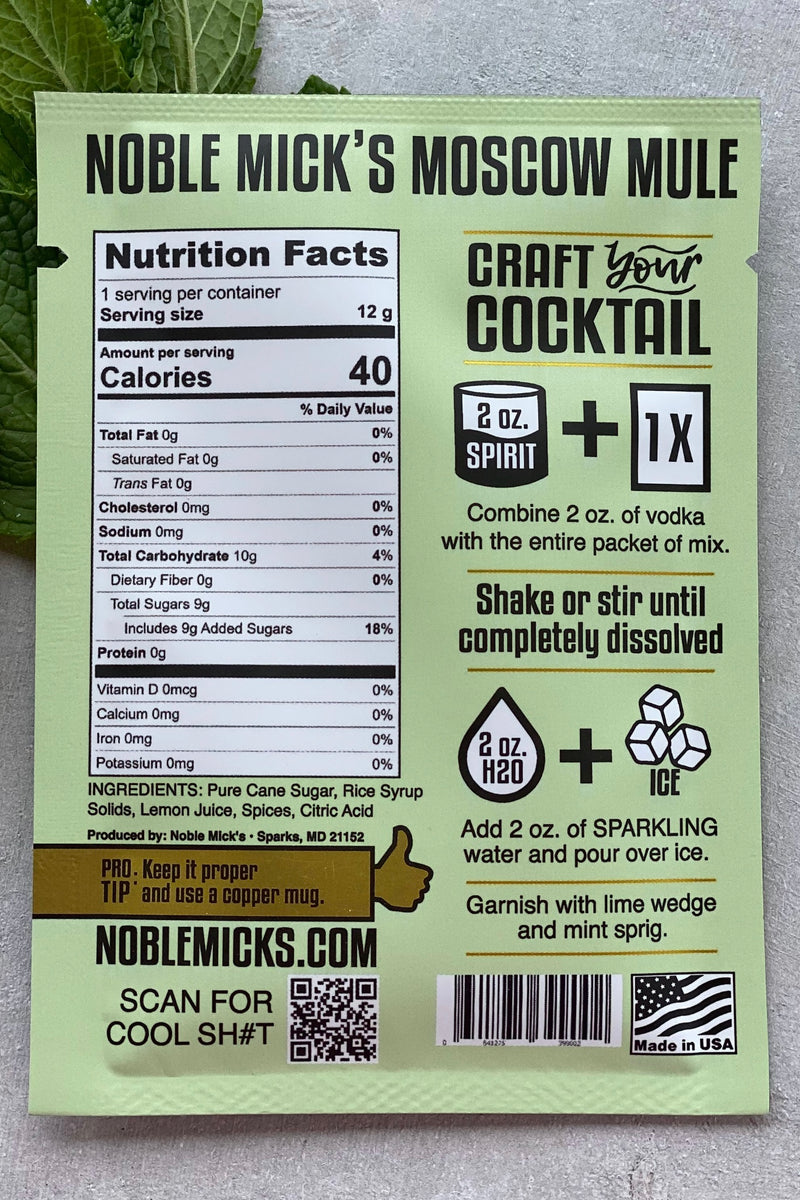 NOBLE MICK'S MOSCOW MULE
Nutrition Facts
1 serving per container
Serving size 12 g
Amount per serving
Calories 40
% Daily Value
Total Fat 0g 0%
Saturated Fat 0g 0%
Trans Fat 0g
Cholesterol 0mg 0%
Sodium 0mg 0%
Total Carbohydrate 10g 4%
Dietary Fiber 0g 0%
Total Sugars 9g
Includes 9g Added Sugars 18%
Protein 0g
Vitamin D 0mcg 0%
Calcium 0mg 0%
Iron 0mg 0%
Potassium 0mg 0%
INGREDIENTS: Pure Cane Sugar, Rice Syrup
Solids, Lemon Juice, Spices, Citric Acid
Produced by: Noble Mick's • Sparks, MD 21152
PRO TIP: Keep it proper
and use a copper mug.
NOBLEMICKS.COM
SCAN FOR
COOL SH#T
CRAFT your
COCKTAIL
2 oz.
SPIRIT
+
1X
Combine 2 oz. of vodka
with the entire packet of mix.
Shake or stir until
completely dissolved
2 oz.
H2O
+
ICE
Add 2 oz. of SPARKLING
water and pour over ice.
Garnish with lime wedge
and mint sprig.
Made in USA